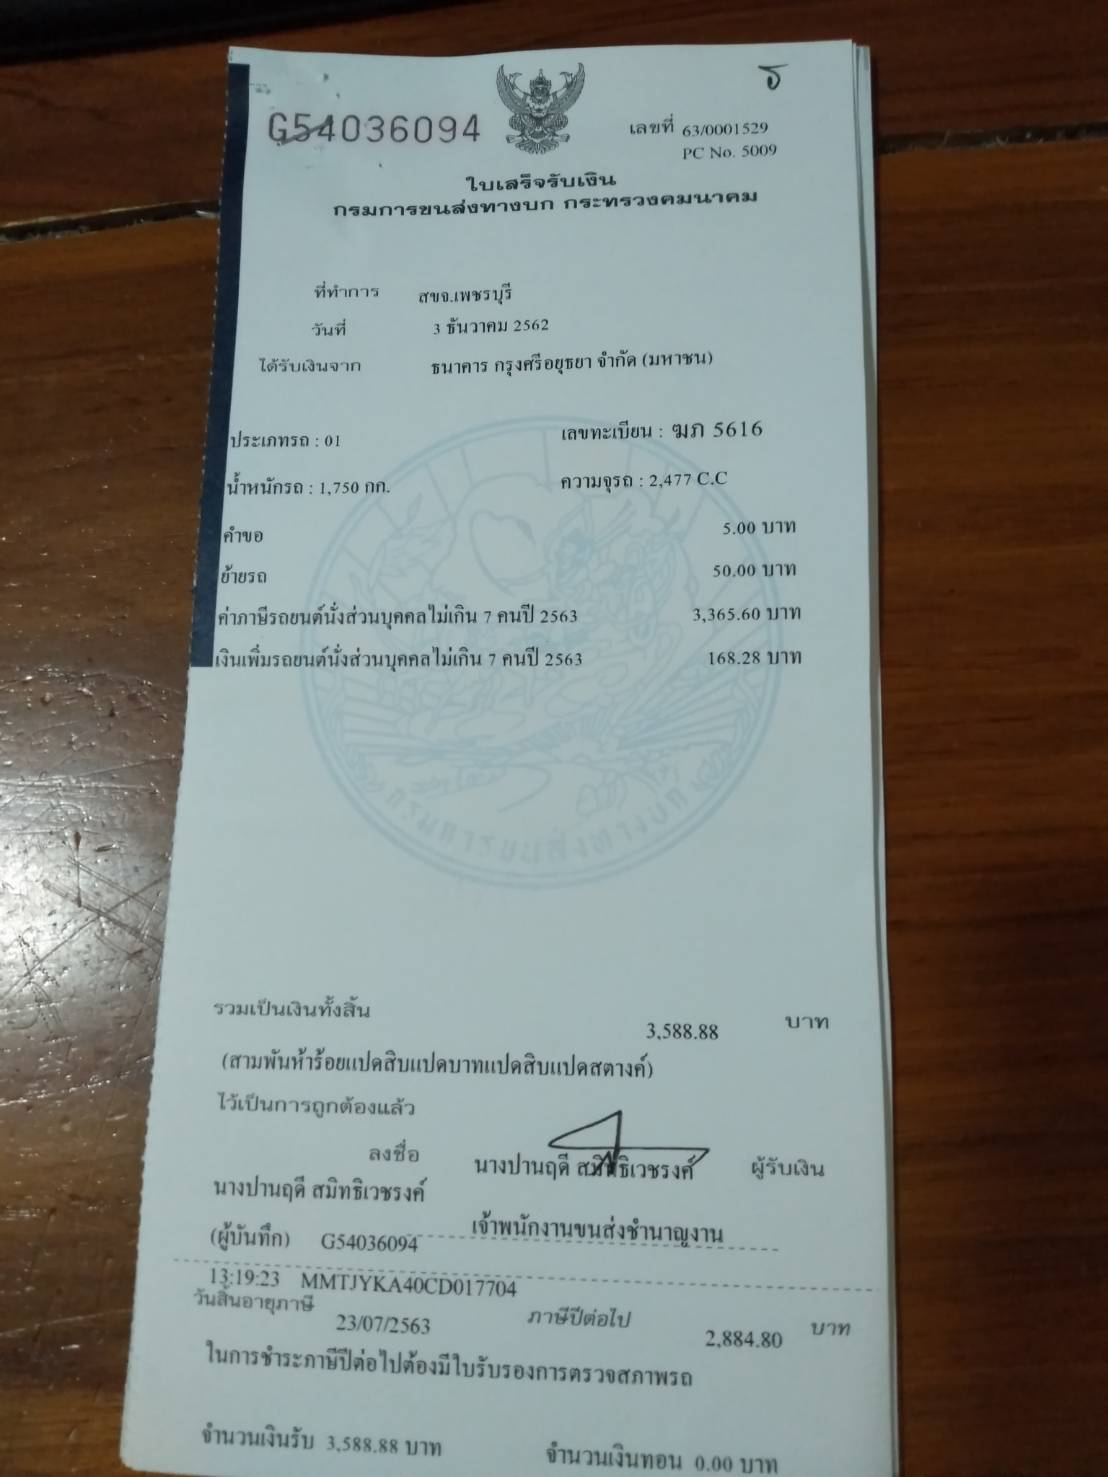 ธ
G54036094
เลขที่ 63/0001529
PC No. 5009
ใบเสร็จรับเงิน
กรมการขนส่งทางบก กระทรวงคมนาคม
ที่ทำการ สขจ.เพชรบุรี
วันที่ 3 ธันวาคม 2562
ได้รับเงินจาก ธนาคาร กรุงศรีอยุธยา จำกัด (มหาชน)
ประเภทรถ : 01 เลขทะเบียน : ฆภ 5616
น้ำหนักรถ : 1,750 กก. ความจุรถ : 2,477 C.C
คำขอ 5.00 บาท
ย้ายรถ 50.00 บาท
ค่าภาษีรถยนต์นั่งส่วนบุคคลไม่เกิน 7 คนปี 2563 3,365.60 บาท
เงินเพิ่มรถยนต์นั่งส่วนบุคคลไม่เกิน 7 คนปี 2563 168.28 บาท
กรมการขนส่งทางบก
รวมเป็นเงินทั้งสิ้น 3,588.88 บาท
(สามพันห้าร้อยแปดสิบแปดบาทแปดสิบแปดสตางค์)
ไว้เป็นการถูกต้องแล้ว
ลงชื่อ นางปานฤดี สมิทธิเวชรงค์ ผู้รับเงิน
นางปานฤดี สมิทธิเวชรงค์
เจ้าพนักงานขนส่งชำนาญงาน
(ผู้บันทึก) G54036094
13:19:23 MMTJYKA40CD017704
วันสิ้นอายุภาษี 23/07/2563 ภาษีปีต่อไป 2,884.80 บาท
ในการชำระภาษีปีต่อไปต้องมีใบรับรองการตรวจสภาพรถ
จำนวนเงินรับ 3,588.88 บาท จำนวนเงินทอน 0.00 บาท